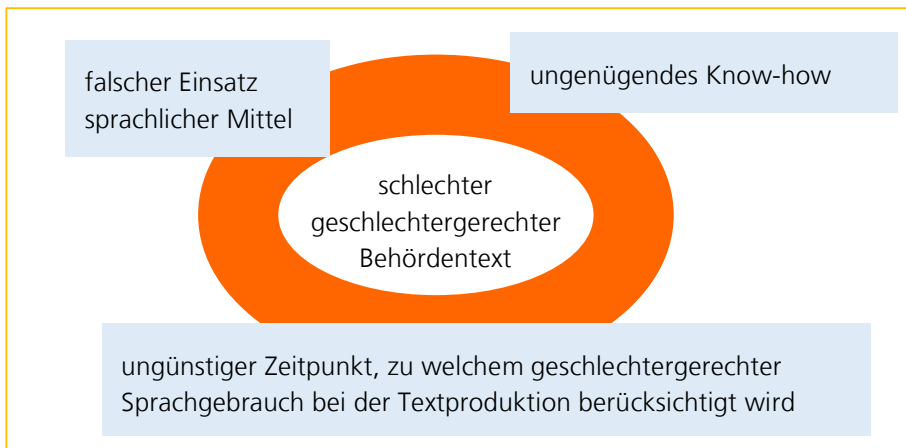 falscher Einsatz
sprachlicher Mittel
ungenügendes Know-how
schlechter
geschlechtergerechter
Behördentext
ungünstiger Zeitpunkt, zu welchem geschlechtergerechter
Sprachgebrauch bei der Textproduktion berücksichtigt wird